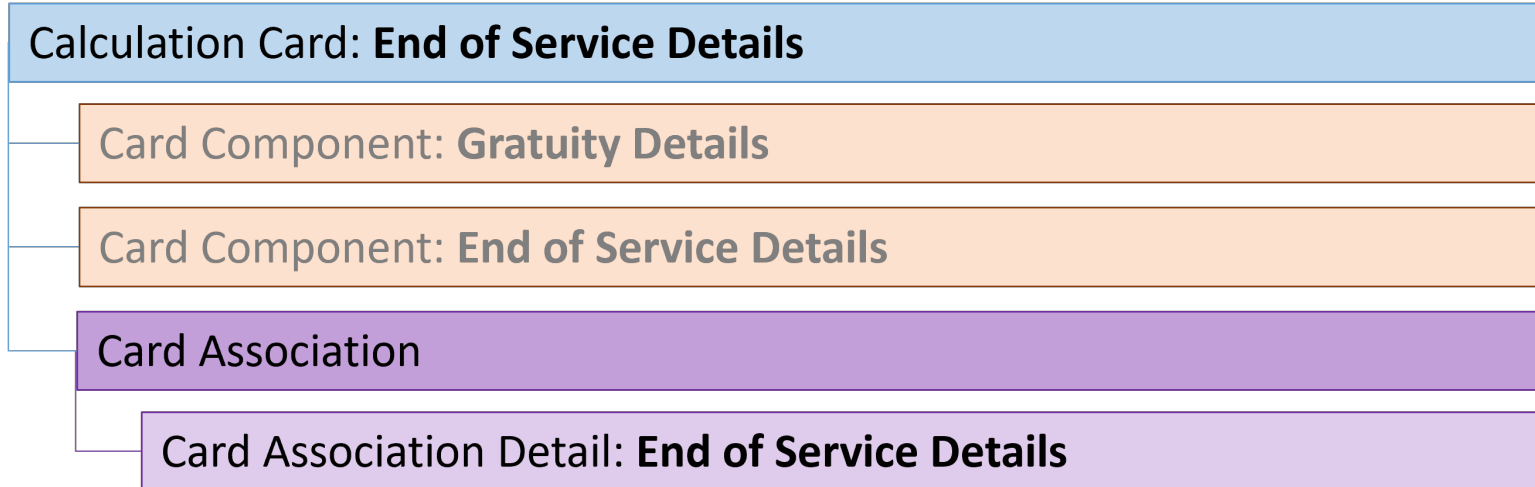 Calculation Card: End of Service Details
Card Component: Gratuity Details
Card Component: End of Service Details
Card Association
Card Association Detail: End of Service Details